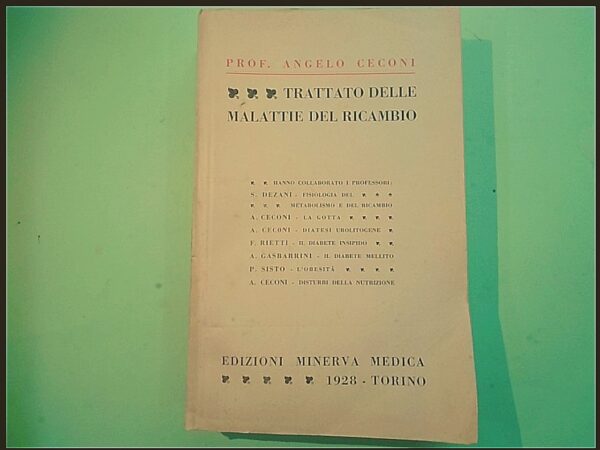 PROF. ANGELO CECONI
TRATTATO DELLE
MALATTIE DEL RICAMBIO
HANNO COLLABORATO I PROFESSORI:
S. DEZANI - FISIOLOGIA DEL
METABOLISMO E DEL RICAMBIO
A. CECONI - LA GOTTA
A. CECONI - DIATESI UROLITOGENE
F. RIETTI - IL DIABETE INSIPIDO
A. GASBARRINI - IL DIABETE MELLITO
P. SISTO - L'OBESITÀ
A. CECONI - DISTURBI DELLA NUTRIZIONE
EDIZIONI MINERVA MEDICA
1928 - TORINO